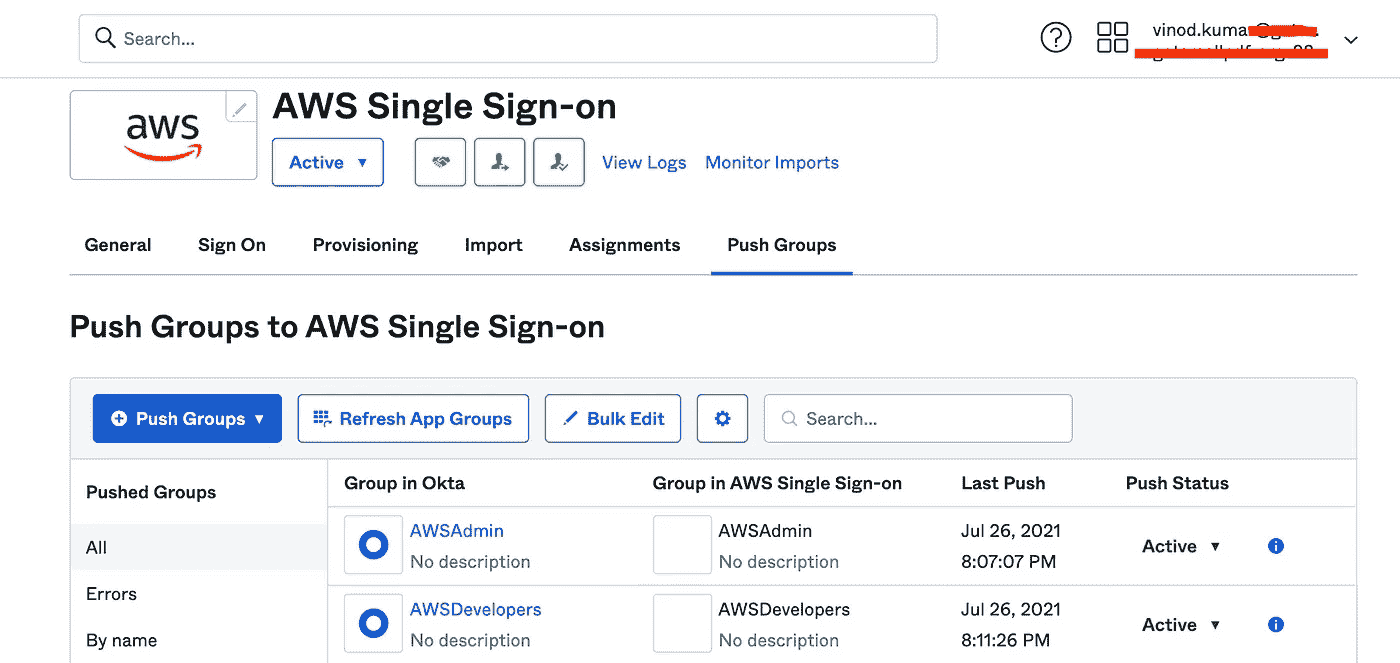 Search...
vinod.kuma
aws
AWS Single Sign-on
Active
View Logs
Monitor Imports
General
Sign On
Provisioning
Import
Assignments
Push Groups
Push Groups to AWS Single Sign-on
Push Groups
Refresh App Groups
Bulk Edit
Search...
Pushed Groups
All
Errors
By name
Group in Okta
Group in AWS Single Sign-on
Last Push
Push Status
AWSAdmin
No description
AWSAdmin
No description
Jul 26, 2021
8:07:07 PM
Active
AWSDevelopers
No description
AWSDevelopers
No description
Jul 26, 2021
8:11:26 PM
Active